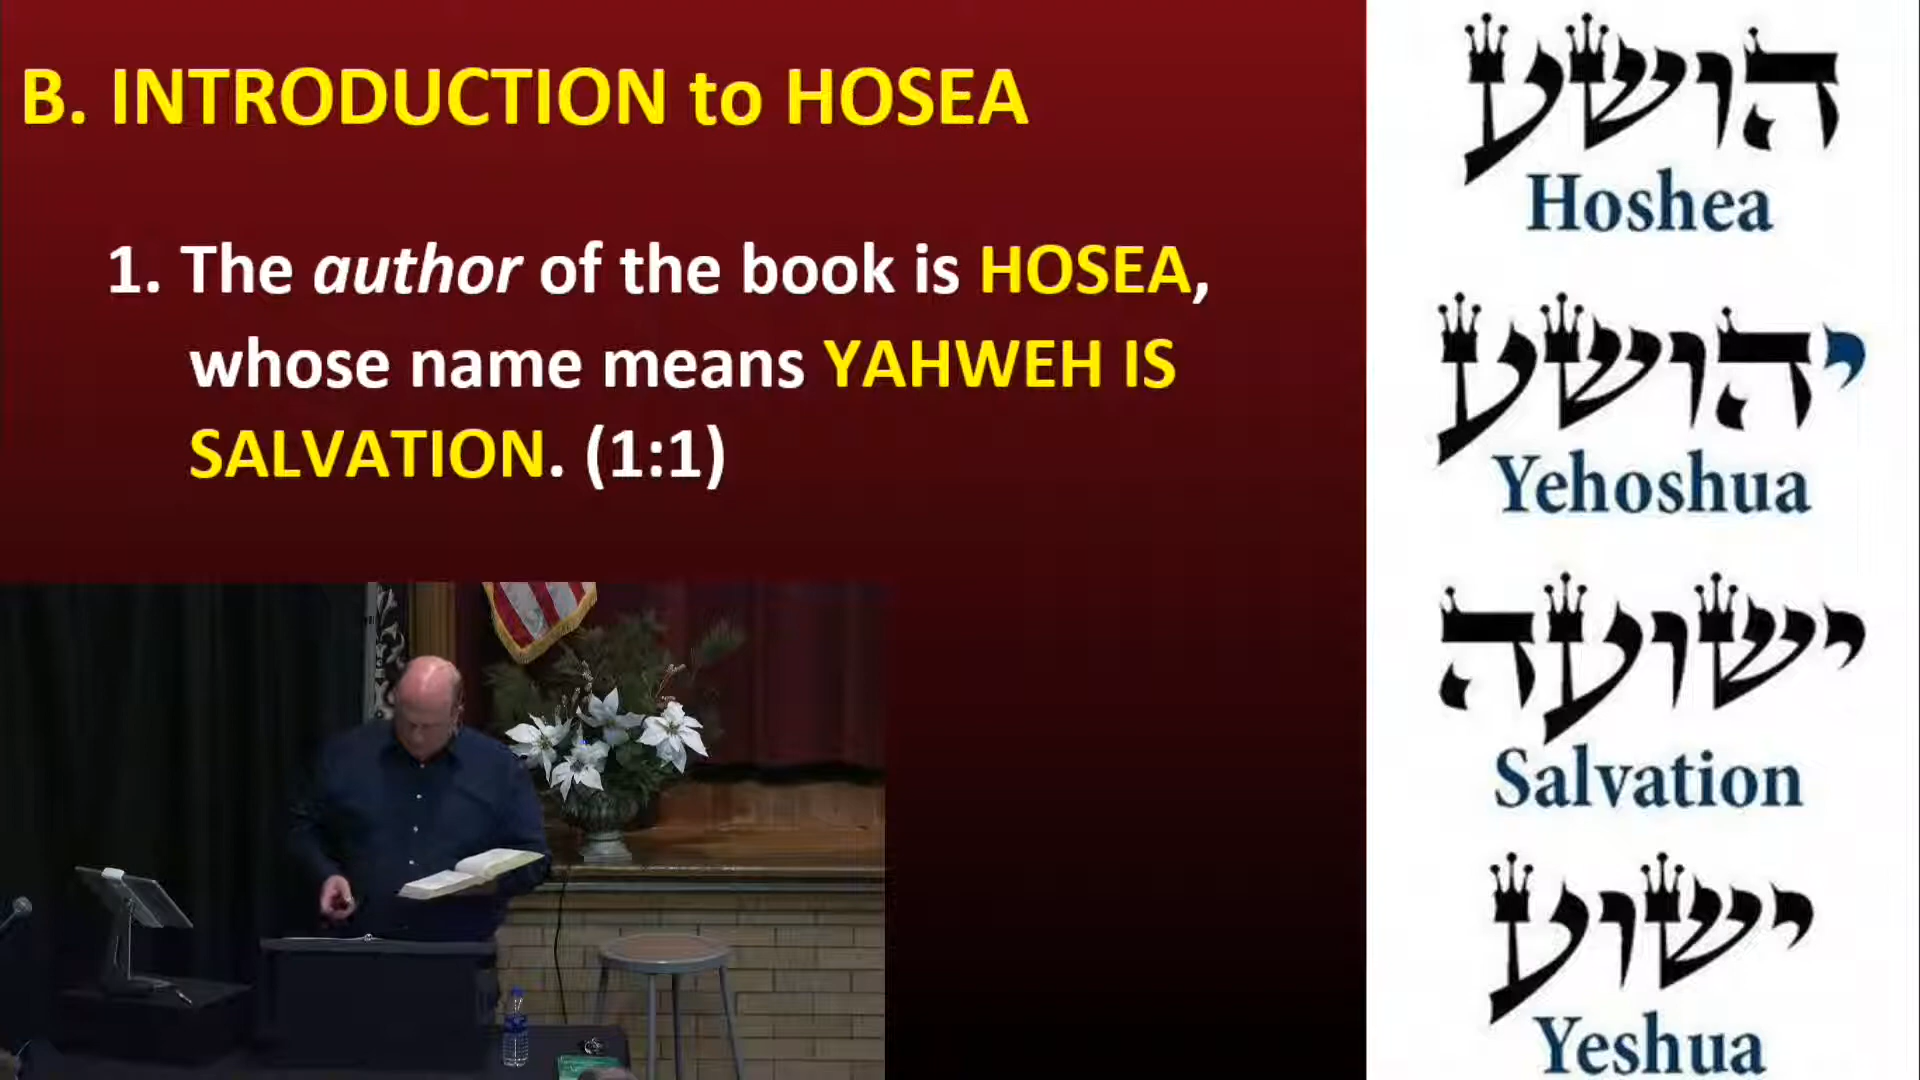 B. INTRODUCTION to HOSEA
1. The author of the book is HOSEA,
whose name means YAHWEH IS
SALVATION. (1:1)
הושע
Hoshea
יהושע
Yehoshua
ישועה
Salvation
ישוע
Yeshua